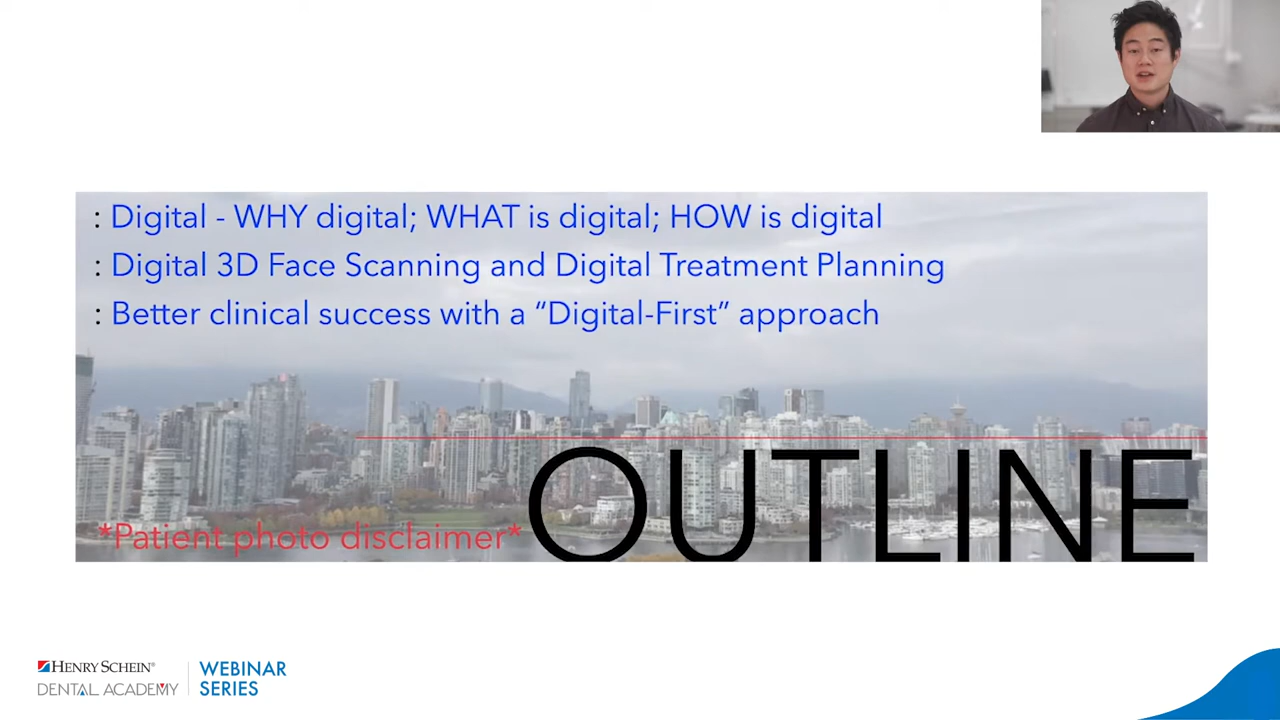 : Digital - WHY digital; WHAT is digital; HOW is digital
: Digital 3D Face Scanning and Digital Treatment Planning
: Better clinical success with a “Digital-First” approach
OUTLINE
*Patient photo disclaimer*
HENRY SCHEIN®
DENTAL ACADEMY
WEBINAR
SERIES